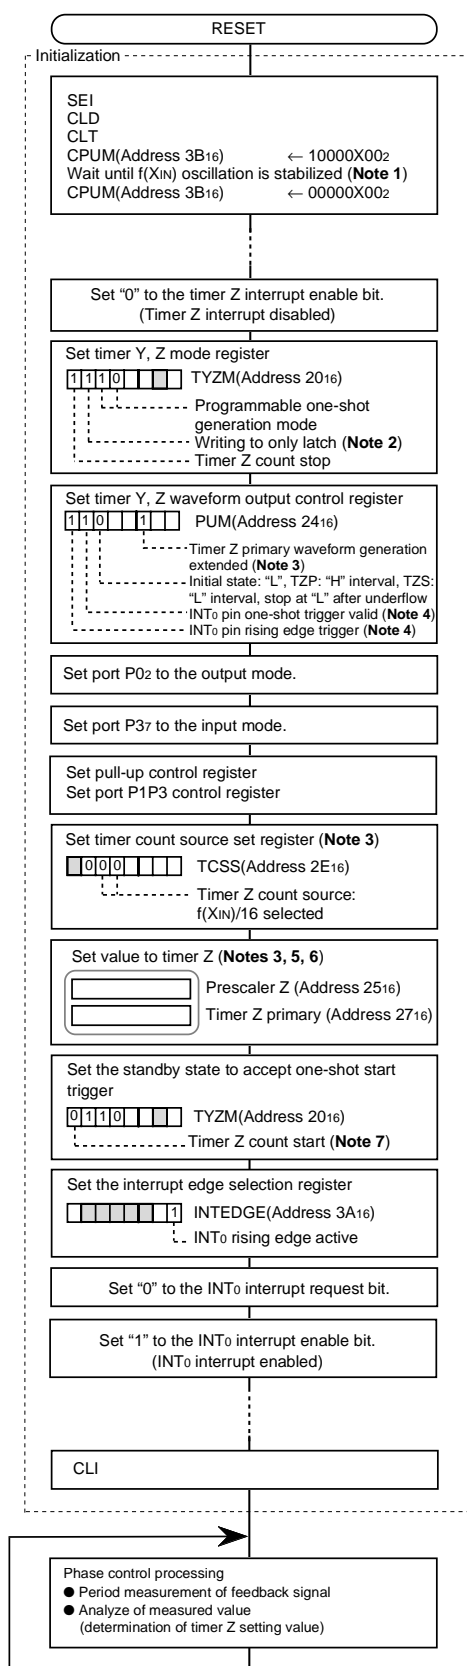 RESET
Initialization
SEI
CLD
CLT
CPUM(Address 3B16) ← 10000X002
Wait until f(XIN) oscillation is stabilized (Note 1)
CPUM(Address 3B16) ← 00000X002
Set “0” to the timer Z interrupt enable bit.
(Timer Z interrupt disabled)
Set timer Y, Z mode register
1 1 1 0 TYZM(Address 2016)
Programmable one-shot
generation mode
Writing to only latch (Note 2)
Timer Z count stop
Set timer Y, Z waveform output control register
1 1 0 1 PUM(Address 2416)
Timer Z primary waveform generation
extended (Note 3)
Initial state: “L”, TZP: “H” interval, TZS:
“L” interval, stop at “L” after underflow
INT0 pin one-shot trigger valid (Note 4)
INT0 pin rising edge trigger (Note 4)
Set port P02 to the output mode.
Set port P37 to the input mode.
Set pull-up control register
Set port P1P3 control register
Set timer count source set register (Note 3)
0 0 0 TCSS(Address 2E16)
Timer Z count source:
f(XIN)/16 selected
Set value to timer Z (Notes 3, 5, 6)
Prescaler Z (Address 2516)
Timer Z primary (Address 2716)
Set the standby state to accept one-shot start
trigger
0 1 1 0 TYZM(Address 2016)
Timer Z count start (Note 7)
Set the interrupt edge selection register
1 INTEDGE(Address 3A16)
INT0 rising edge active
Set “0” to the INT0 interrupt request bit.
Set “1” to the INT0 interrupt enable bit.
(INT0 interrupt enabled)
CLI
Phase control processing
● Period measurement of feedback signal
● Analyze of measured value
(determination of timer Z setting value)